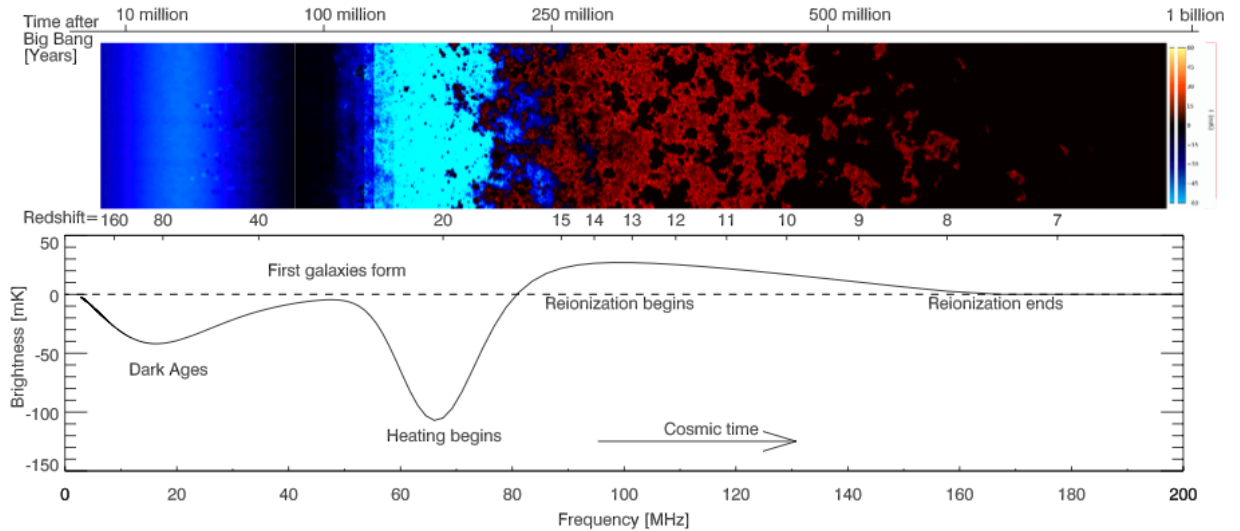 Time after
Big Bang
[Years]
10 million 100 million 250 million 500 million 1 billion
Redshift= 160 80 40 20 15 14 13 12 11 10 9 8 7
50
0
-50
-100
-150
Brightness [mK]
First galaxies form
Reionization begins
Reionization ends
Dark Ages
Heating begins
Cosmic time
0 20 40 60 80 100 120 140 160 180 200
Frequency [MHz]